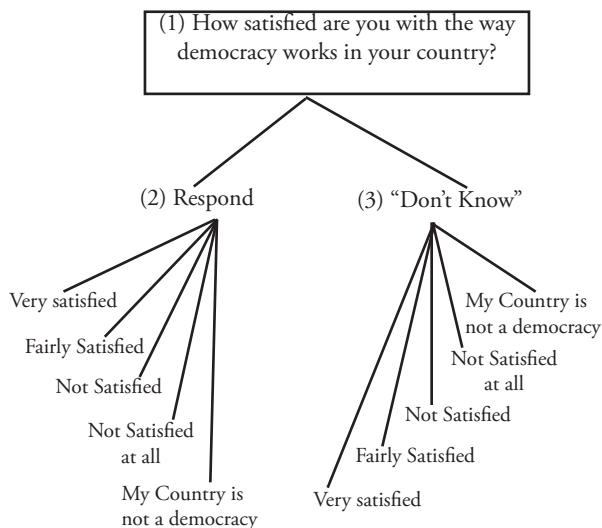 (1) How satisfied are you with the way
democracy works in your country?
(2) Respond
(3) “Don’t Know”
Very satisfied
Fairly Satisfied
Not Satisfied
Not Satisfied
at all
My Country is
not a democracy
My Country is
not a democracy
Not Satisfied
at all
Not Satisfied
Fairly Satisfied
Very satisfied